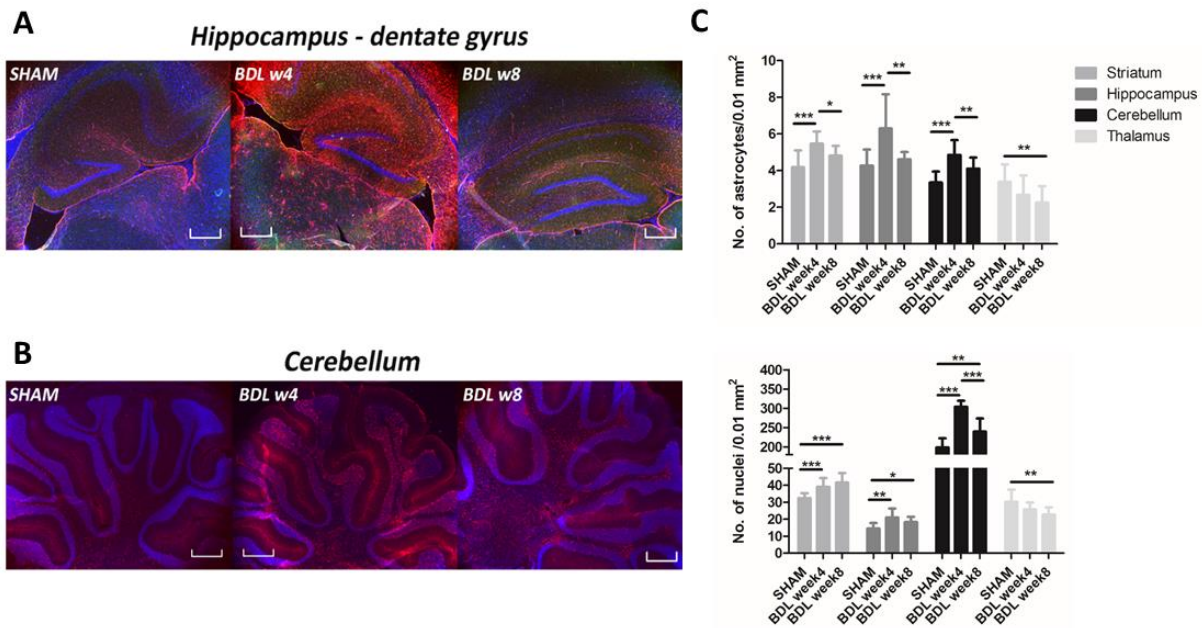 A
Hippocampus - dentate gyrus
SHAM
BDL w4
BDL w8
B
Cerebellum
SHAM
BDL w4
BDL w8
C
No. of astrocytes/0.01 mm²
10
8
6
4
2
0
*** *
*** **
*** **
**
SHAM
BDL week4
BDL week8
SHAM
BDL week4
BDL week8
SHAM
BDL week4
BDL week8
SHAM
BDL week4
BDL week8
Striatum
Hippocampus
Cerebellum
Thalamus
No. of nuclei /0.01 mm²
400
350
300
250
200
50
40
30
20
10
0
***
***
*
**
**
***
***
**
SHAM
BDL week4
BDL week8
SHAM
BDL week4
BDL week8
SHAM
BDL week4
BDL week8
SHAM
BDL week4
BDL week8